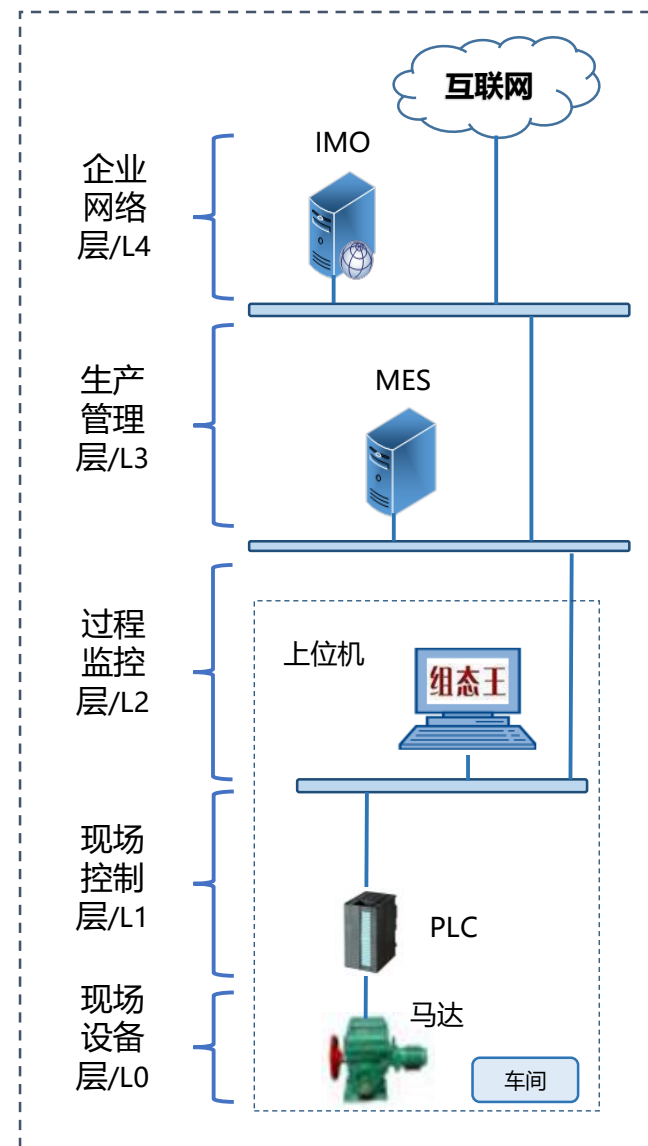 互联网
IMO
企业
网络
层/L4
MES
生产
管理
层/L3
过程
监控
层/L2
上位机
组态王
现场
控制
层/L1
PLC
现场
设备
层/L0
马达
车间